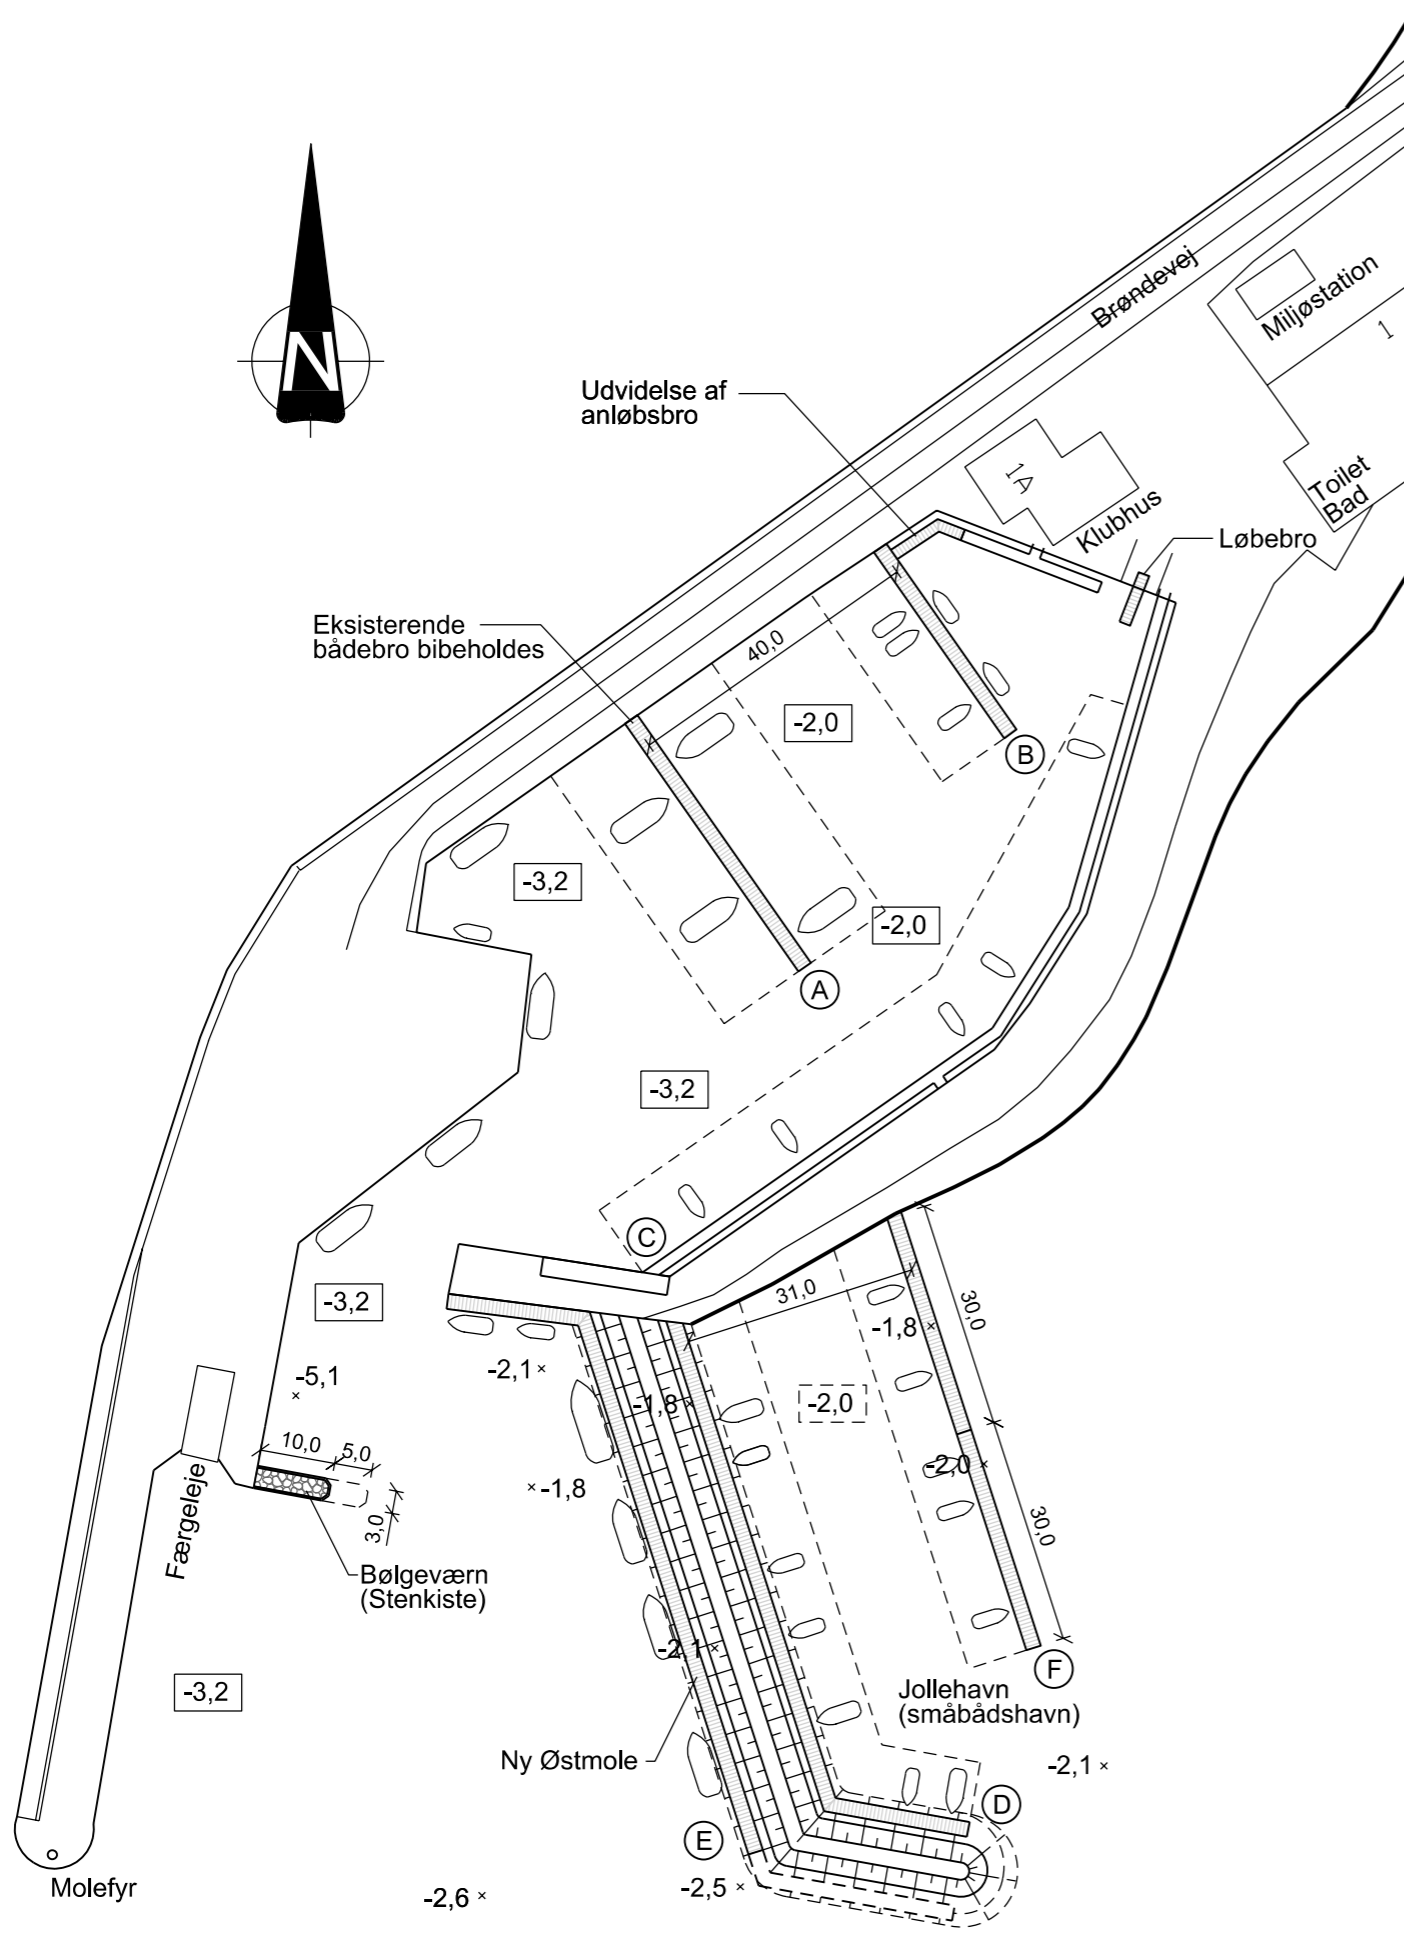 Brøndevej
Miljøstation
1
N
Udvidelse af
anløbsbro
1A
Klubhus
Toilet
Bad
Løbebro
Eksisterende
bådebro bibeholdes
40,0
-2,0
B
-3,2
-2,0
A
-3,2
C
31,0
30,0
-3,2
-1,8
-5,1
-2,1
-1,8
-2,0
10,0
5,0
-2,0
-1,8
3,0
30,0
Færgeleje
Bølgeværn
(Stenkiste)
-2,1
F
-3,2
Jollehavn
(småbådshavn)
Ny Østmole
-2,1
D
E
Molefyr
-2,5
-2,6